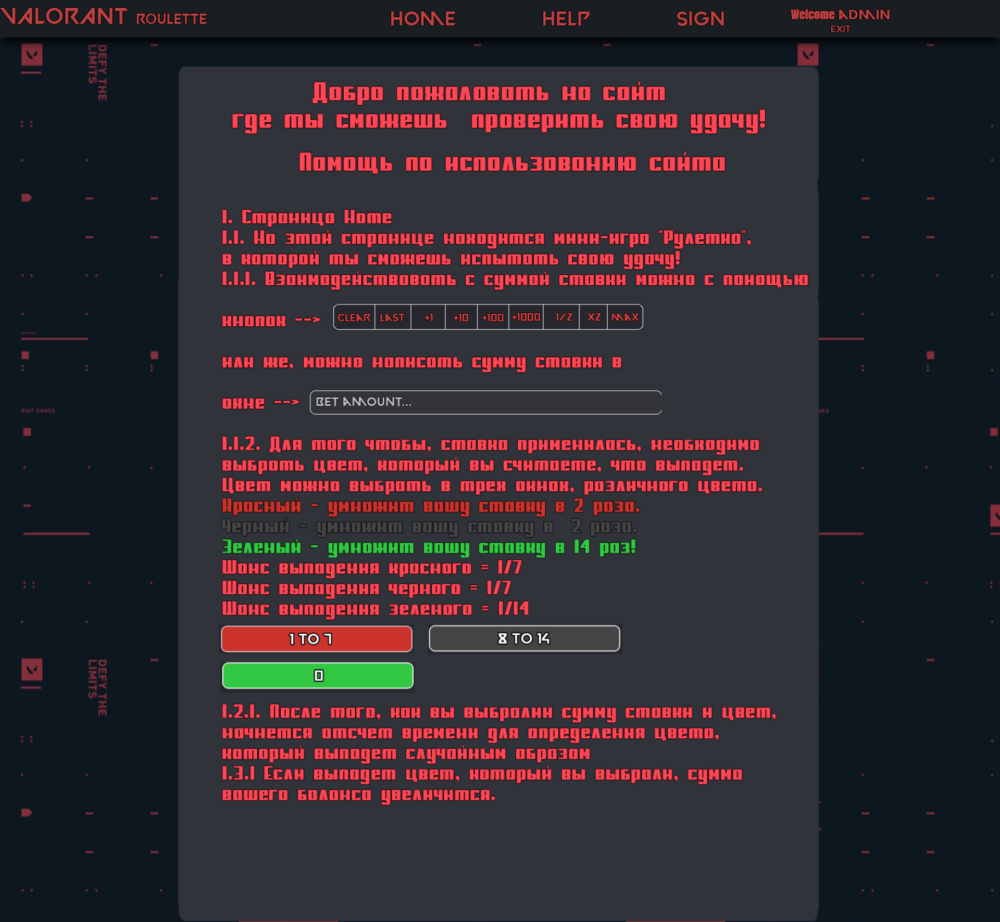 VALORANT ROULETTE
HOME
HELP
SIGN
Welcome ADMIN
EXIT
DEFY THE
LIMITS
Добро пожаловать на сайт
где ты сможешь проверить свою удачу!
Помощь по использованию сайта
1. Страница Home
1.1. На этой странице находится мини-игра "Рулетка",
в которой ты сможешь испытать свою удачу!
1.1.1. Взаимодействовать с суммой ставки можно с понощью
кнопок --> CLEAR LAST +1 +10 +100 +1000 1/2 X2 MAX
или же, можно написать сумму ставки в
окне --> BET AMOUNT...
RIOT GAMES
MES
1.1.2. Для того чтобы, ставка применилась, необходимо
выбрать цвет, который вы считаете, что выпадет.
Цвет можно выбрать в трех окнах, различного цвета.
Красный - умножит вашу ставку в 2 раза.
Черный - умножит вашу ставку в 2 раза.
Зеленый - умножит вашу ставку в 14 раз!
Шанс выпадения красного = 1/7
Шанс выпадения черного = 1/7
Шанс выпадения зеленого = 1/14
1 TO 7
8 TO 14
0
DEFY THE
LIMITS
1.2.1. После того, как вы выбралии сумму ставки и цвет,
начнется отсчет времени для определения цвета,
который выпадет случайным образом
1.3.1 Если выпадет цвет, который вы выбрали, сумма
вашего баланса увеличится.